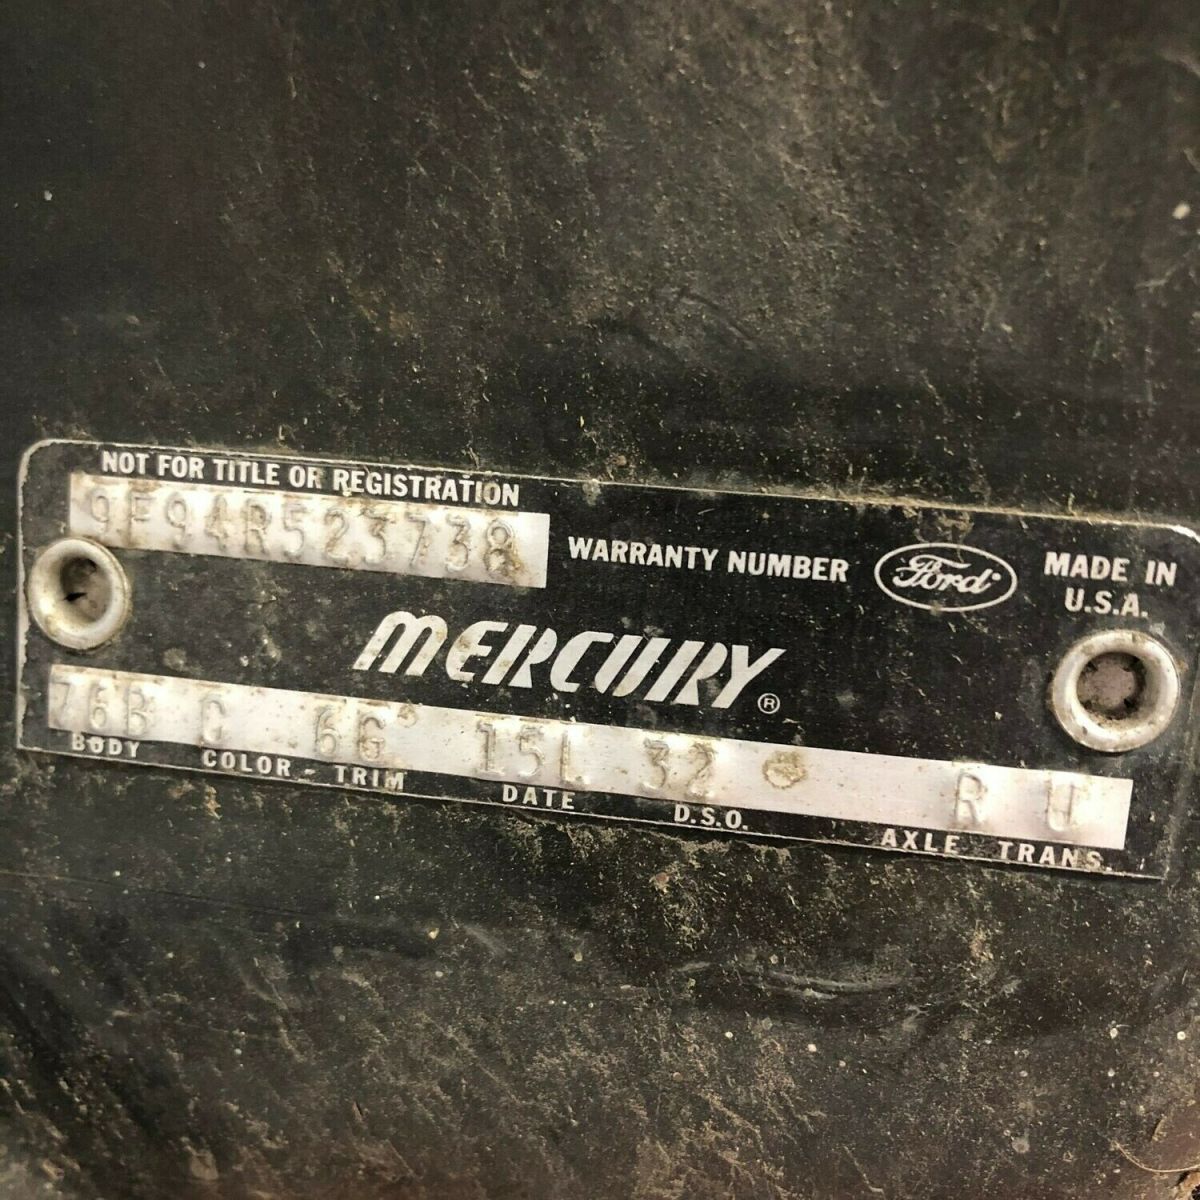 NOT FOR TITLE OR REGISTRATION
9F94R523738
WARRANTY NUMBER
Ford
MADE IN
U.S.A.
MERCURY®
76B C 6G 15L 32 R U
BODY COLOR - TRIM DATE D.S.O. AXLE TRANS.